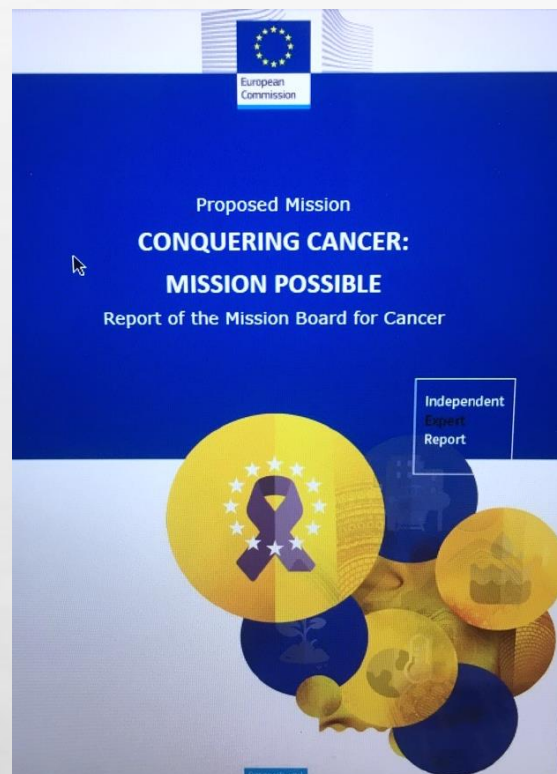 European
Commission
Proposed Mission
CONQUERING CANCER:
MISSION POSSIBLE
Report of the Mission Board for Cancer
Independent
Expert
Report